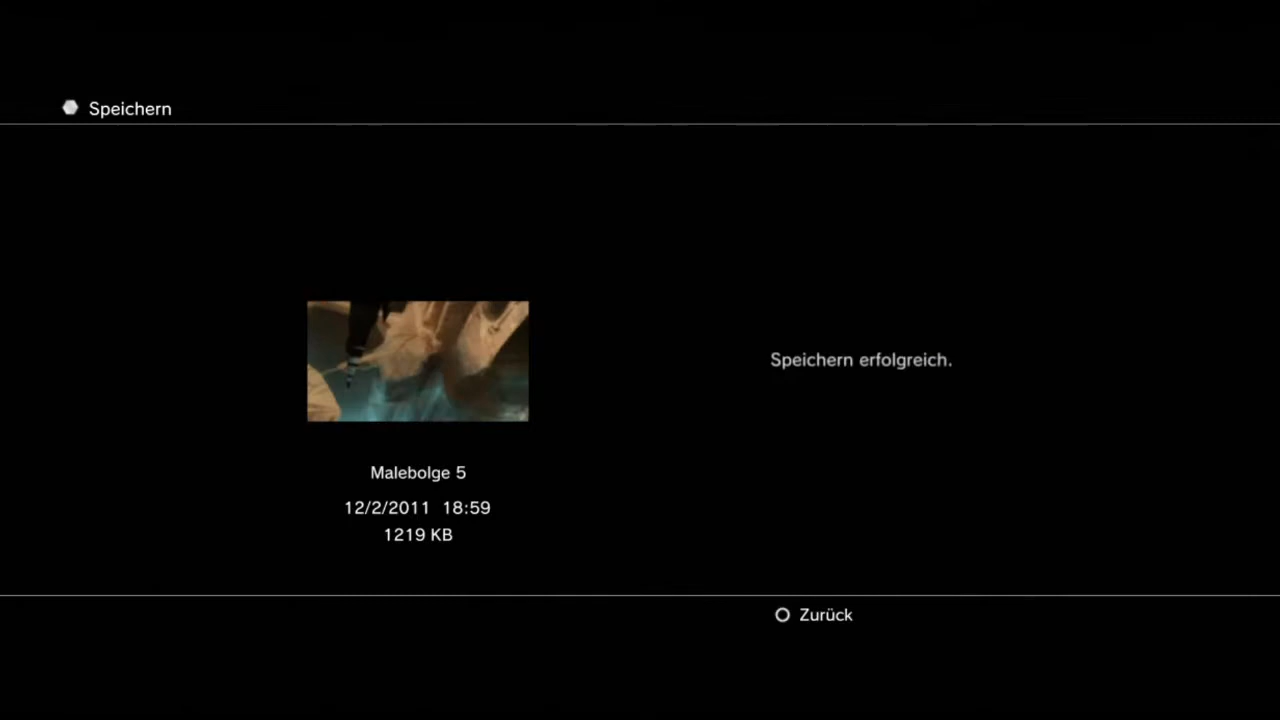 Speichern
Speichern erfolgreich.
Malebolge 5
12/2/2011 18:59
1219 KB
Zurück